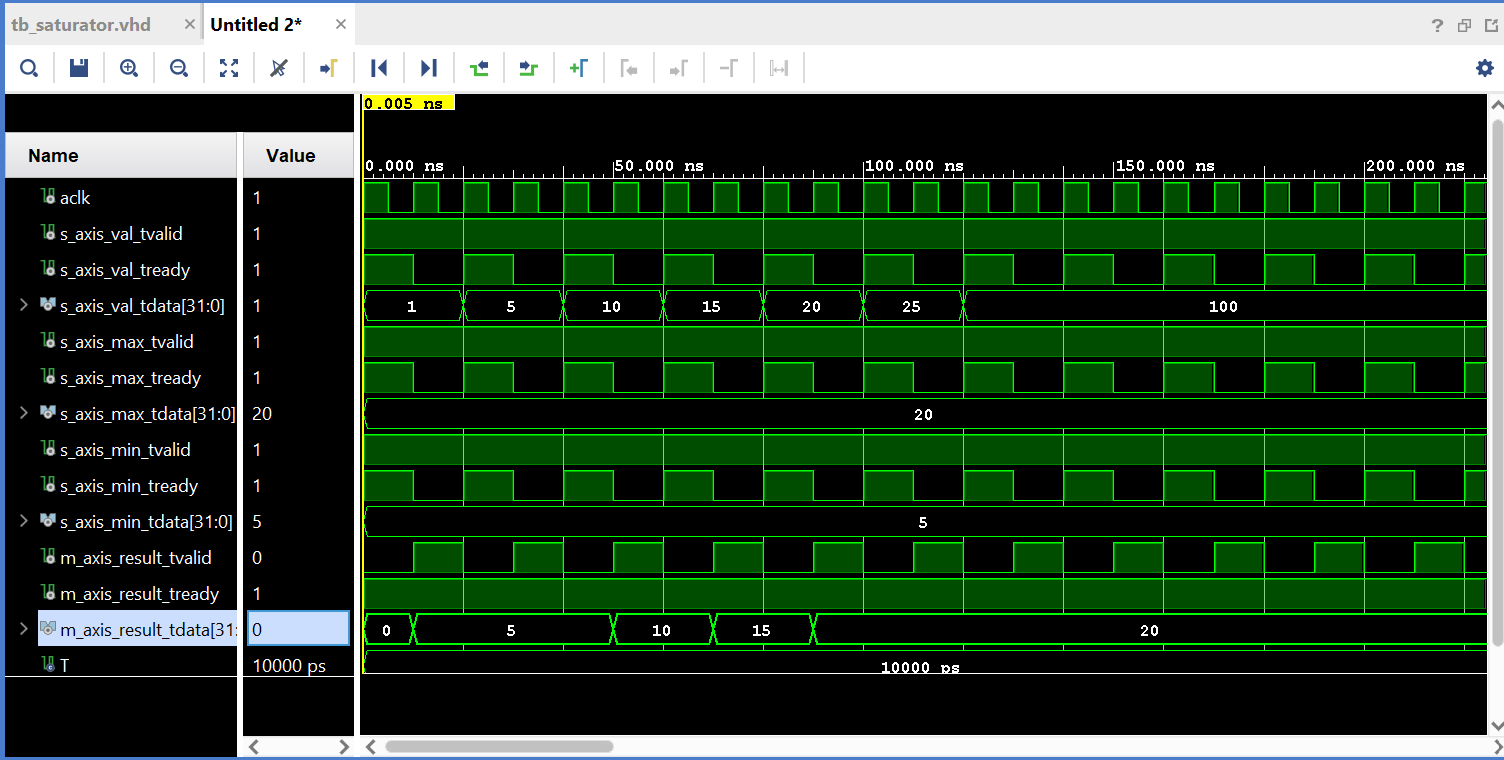 tb_saturator.vhd × Untitled 2* ×
?
0.005 ns
Name Value
0.000 ns 50.000 ns 100.000 ns 150.000 ns 200.000 ns
aclk 1
s_axis_val_tvalid 1
s_axis_val_tready 1
s_axis_val_tdata[31:0] 1 1 5 10 15 20 25 100
s_axis_max_tvalid 1
s_axis_max_tready 1
s_axis_max_tdata[31:0] 20 20
s_axis_min_tvalid 1
s_axis_min_tready 1
s_axis_min_tdata[31:0] 5 5
m_axis_result_tvalid 0
m_axis_result_tready 1
m_axis_result_tdata[31: 0 0 5 10 15 20
T 10000 ps 10000 ps